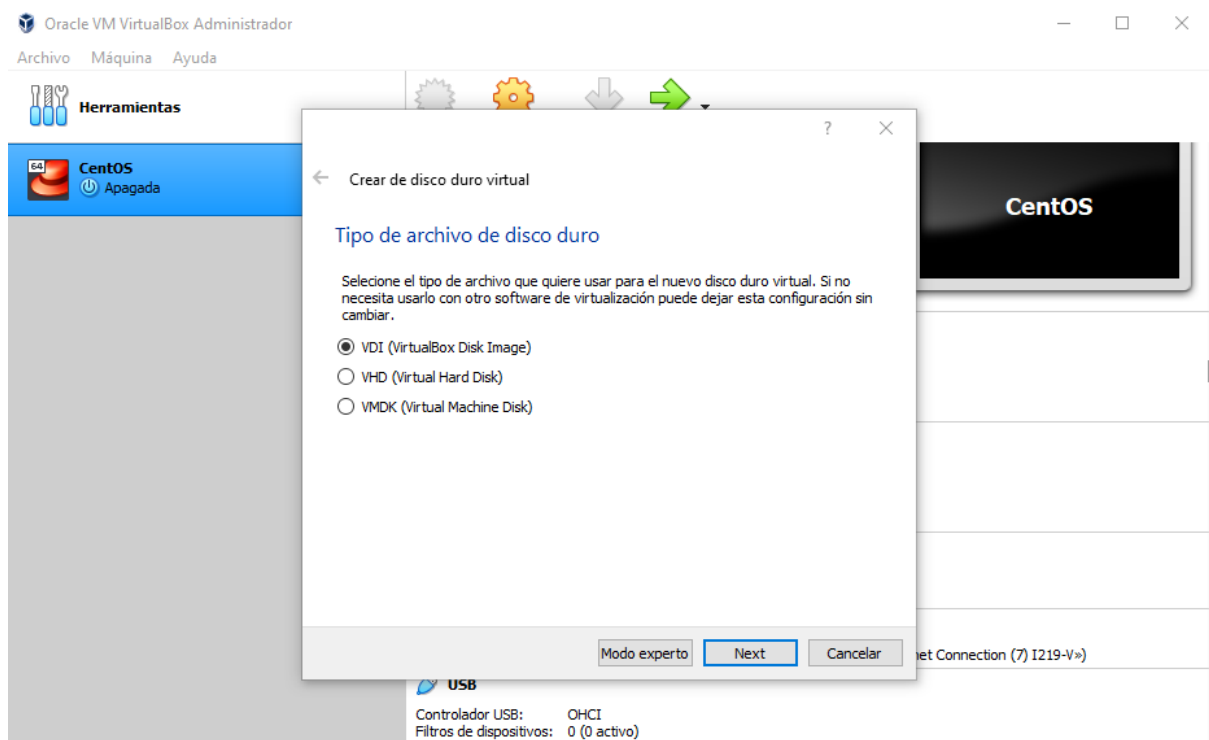 Oracle VM VirtualBox Administrador
Archivo Máquina Ayuda
Herramientas
64
CentOS
Apagada
?
Crear de disco duro virtual
Tipo de archivo de disco duro
Selecione el tipo de archivo que quiere usar para el nuevo disco duro virtual. Si no
necesita usarlo con otro software de virtualización puede dejar esta configuración sin
cambiar.
VDI (VirtualBox Disk Image)
VHD (Virtual Hard Disk)
VMDK (Virtual Machine Disk)
Modo experto Next Cancelar
CentOS
Connection (7) I219-V»)
USB
Controlador USB: OHCI
Filtros de dispositivos: 0 (0 activo)